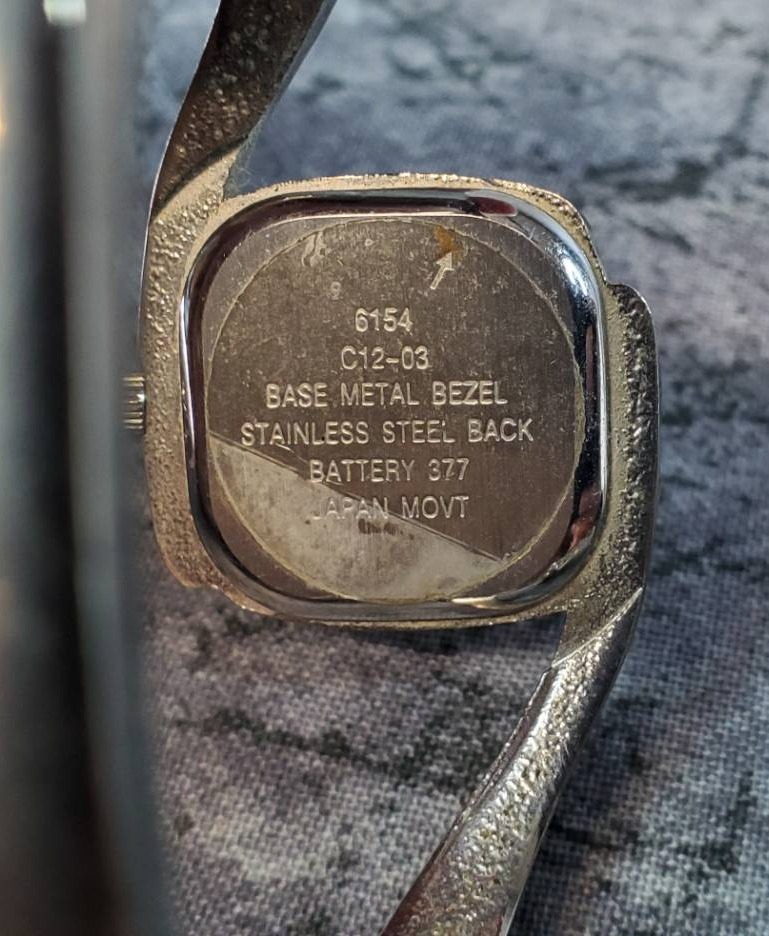 6154
C12-03
BASE METAL BEZEL
STAINLESS STEEL BACK
BATTERY 377
JAPAN MOVT